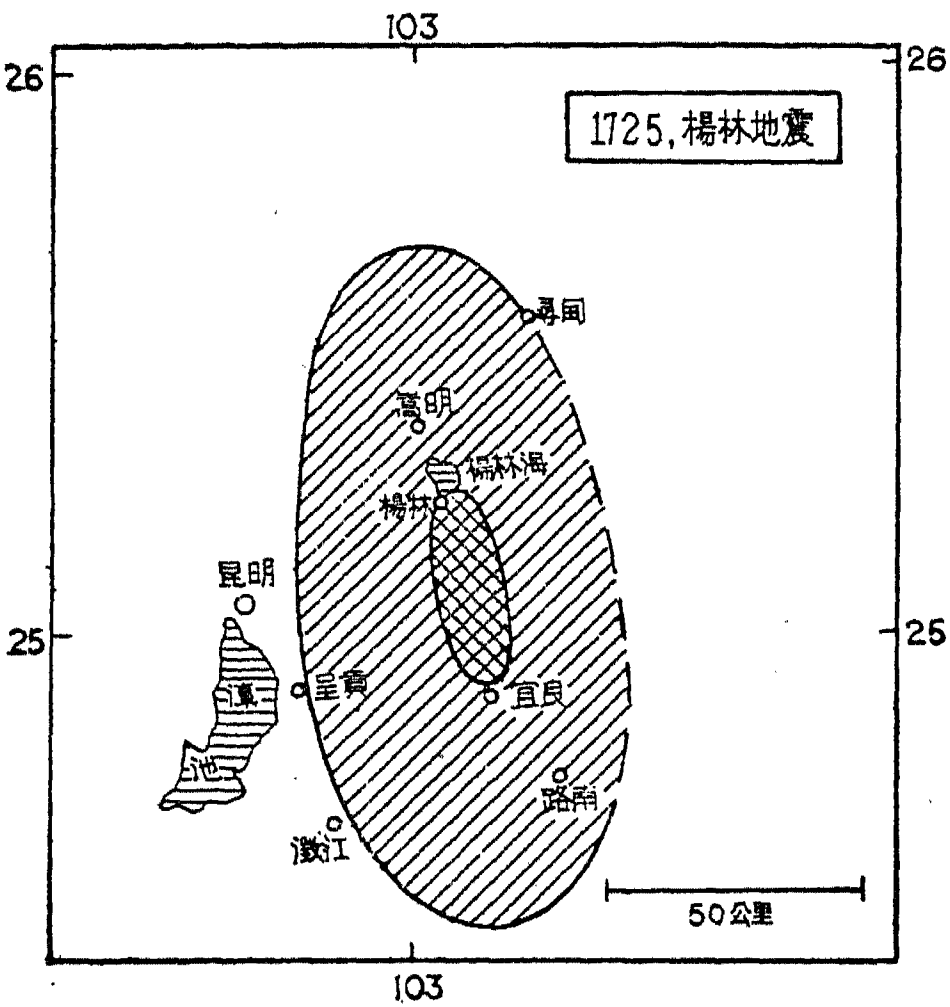 103
26
26
1725,楊林地震
尋甸
嵩明
楊林海
楊林
昆明
25
25
滇池
呈貢
宜良
路南
澂江
50公里
103